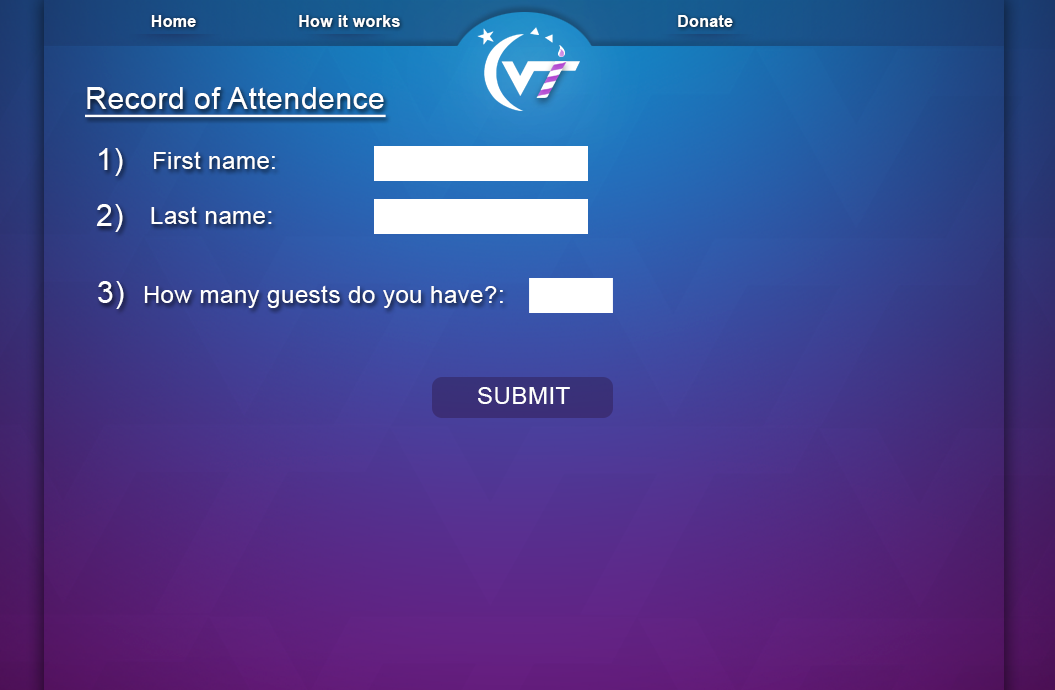 Home How it works Donate
VT
Record of Attendence
1) First name:
2) Last name:
3) How many guests do you have?:
SUBMIT